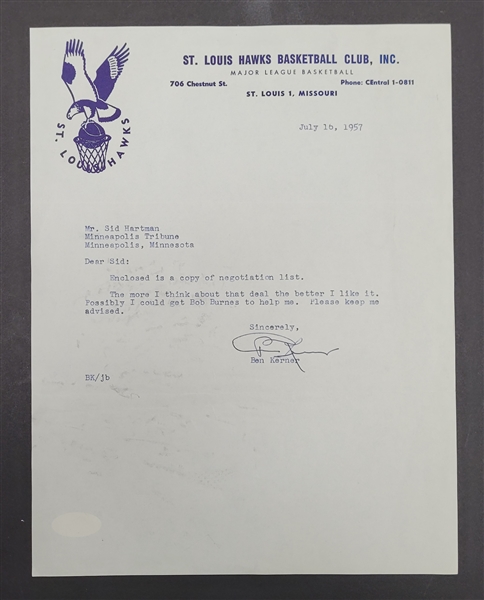 ST. LOUIS HAWKS
ST. LOUIS HAWKS BASKETBALL CLUB, INC.
MAJOR LEAGUE BASKETBALL
706 Chestnut St. Phone: CEntral 1-0811
ST. LOUIS 1, MISSOURI
July 16, 1957
Mr. Sid Hartman
Minneapolis Tribune
Minneapolis, Minnesota
Dear Sid:
Enclosed is a copy of negotiation list.
The more I think about that deal the better I like it.
Possibly I could get Bob Burnes to help me. Please keep me
advised.
Sincerely,
Ben Kerner
BK/jb